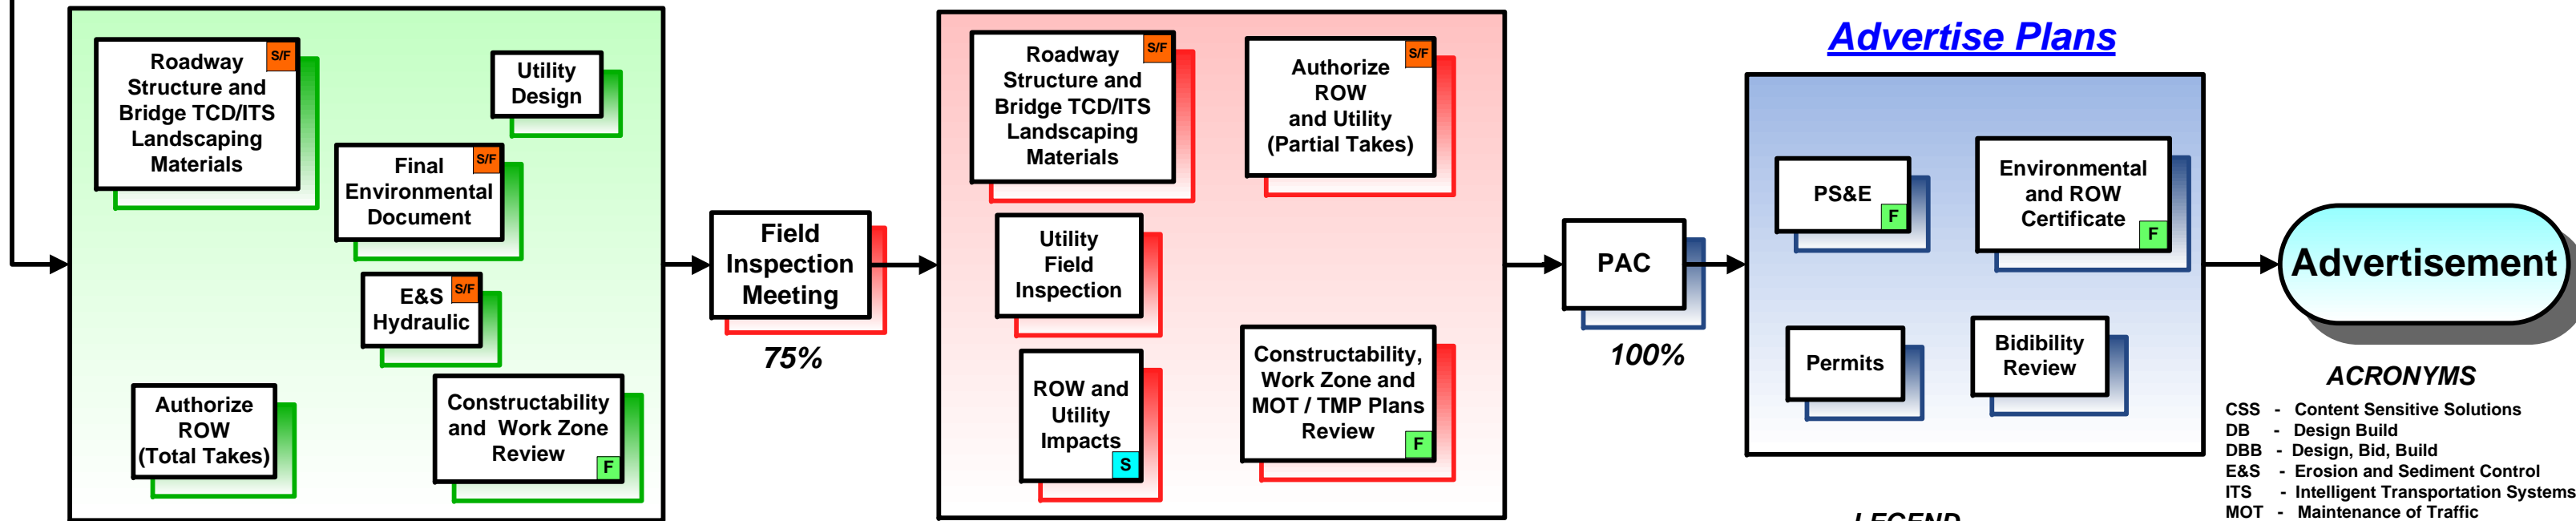 Roadway
Structure and
Bridge TCD/ITS
Landscaping
Materials
S/F
Utility
Design
Final
Environmental
Document
S/F
E&S
Hydraulic
S/F
Authorize
ROW
(Total Takes)
Constructability
and Work Zone
Review
F
Field
Inspection
Meeting
75%
Roadway
Structure and
Bridge TCD/ITS
Landscaping
Materials
S/F
Authorize
ROW
and Utility
(Partial Takes)
S/F
Utility
Field
Inspection
ROW and
Utility
Impacts
S
Constructability,
Work Zone and
MOT / TMP Plans
Review
F
PAC
100%
Advertise Plans
PS&E
F
Environmental
and ROW
Certificate
F
Permits
Bidibility
Review
Advertisement
ACRONYMS
CSS - Content Sensitive Solutions
DB - Design Build
DBB - Design, Bid, Build
E&S - Erosion and Sediment Control
ITS - Intelligent Transportation Systems
MOT - Maintenance of Traffic
LEGEND